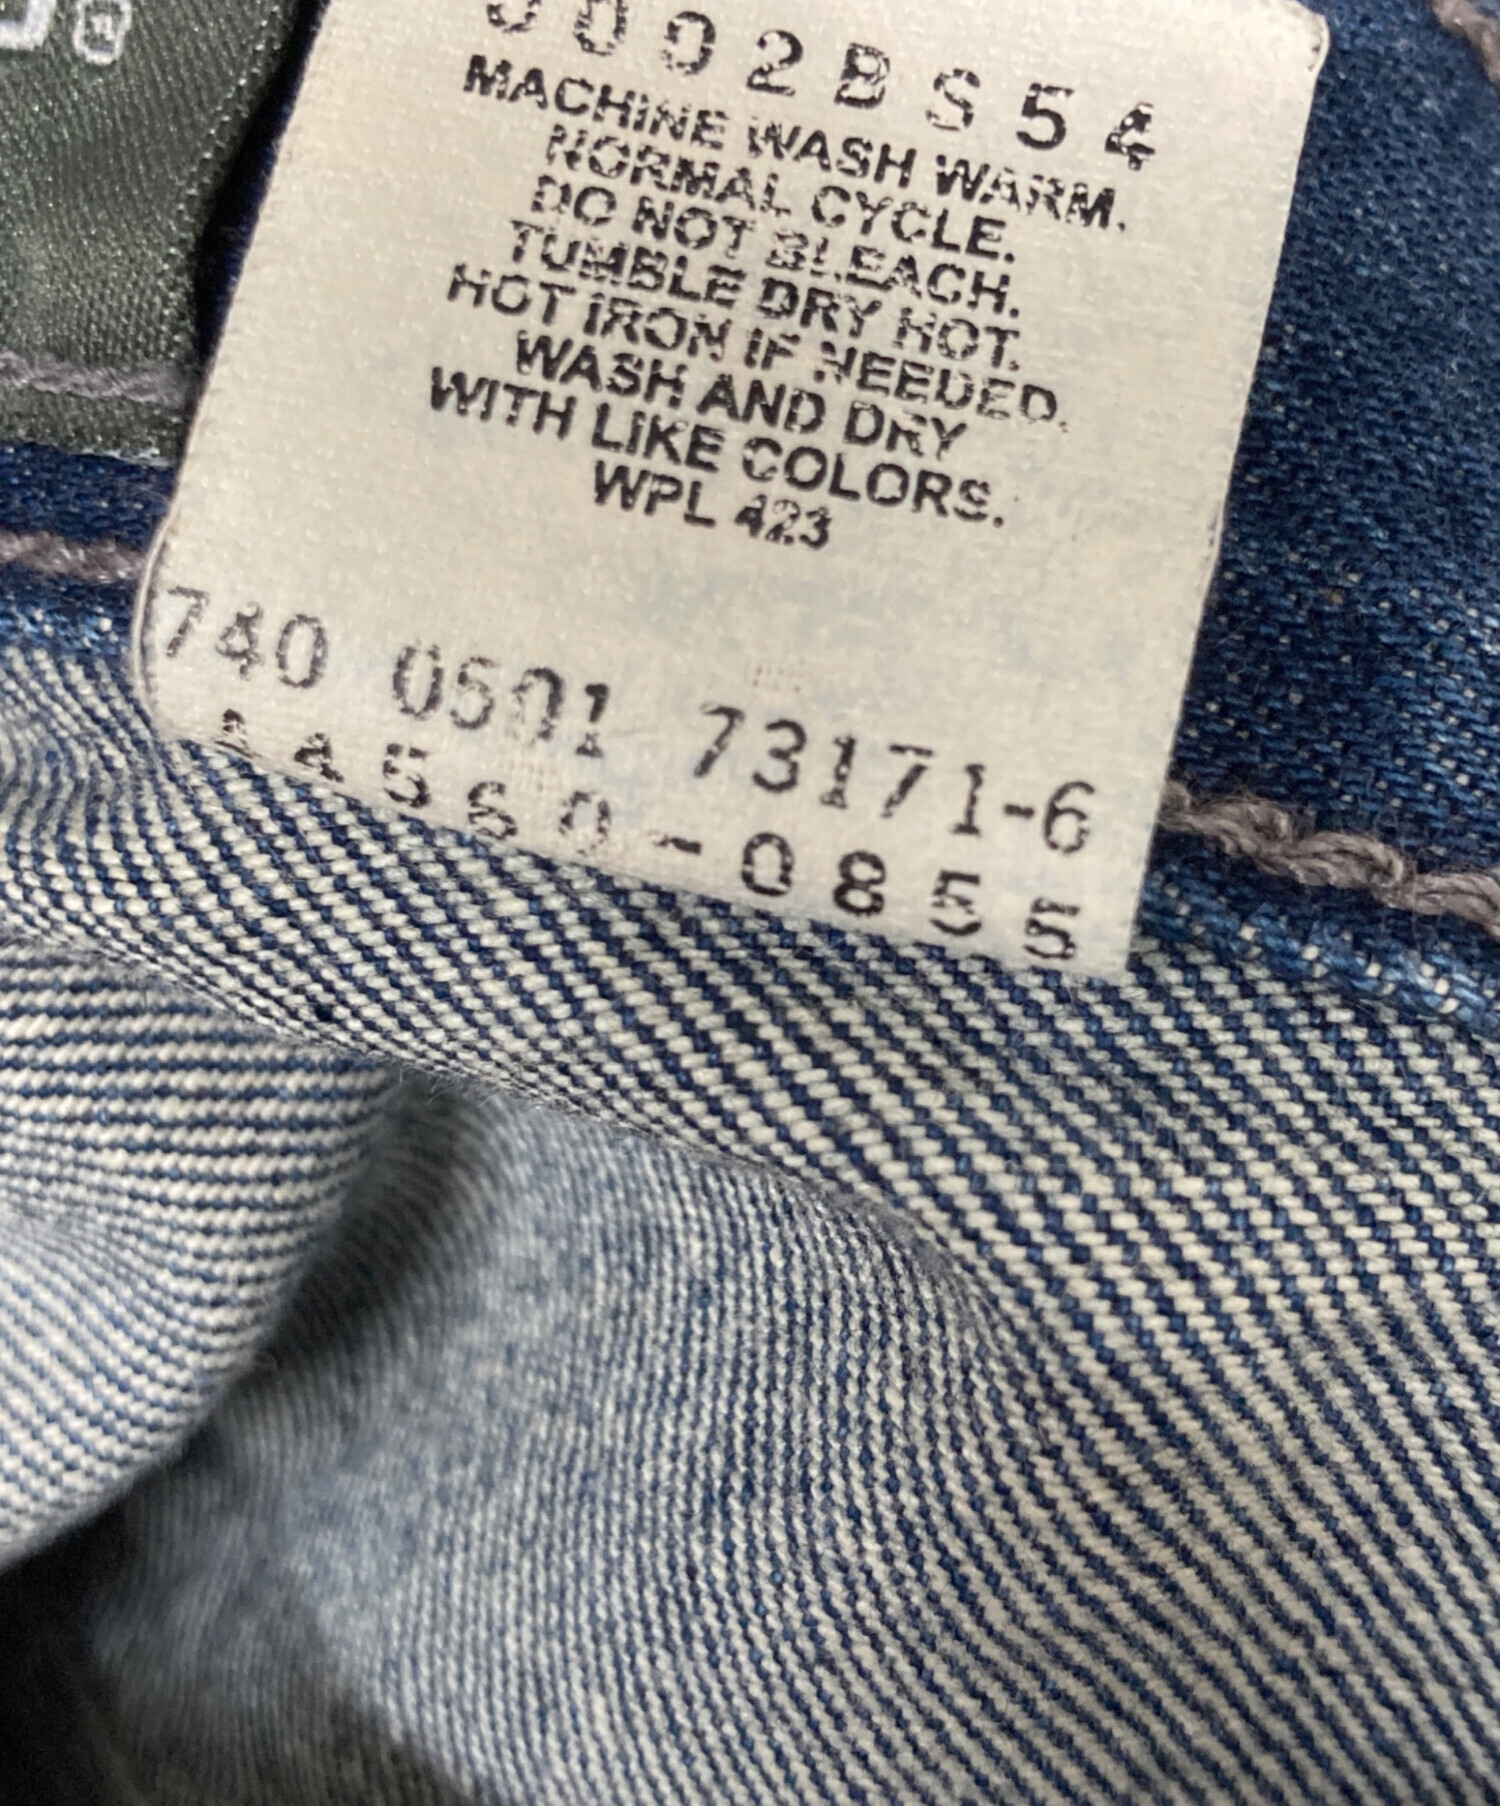 002BS54
MACHINE WASH WARM.
NORMAL CYCLE.
DO NOT BLEACH.
TUMBLE DRY HOT.
HOT IRON IF NEEDED.
WASH AND DRY
WITH LIKE COLORS.
WPL 423
740 0501 73171-6
-0855